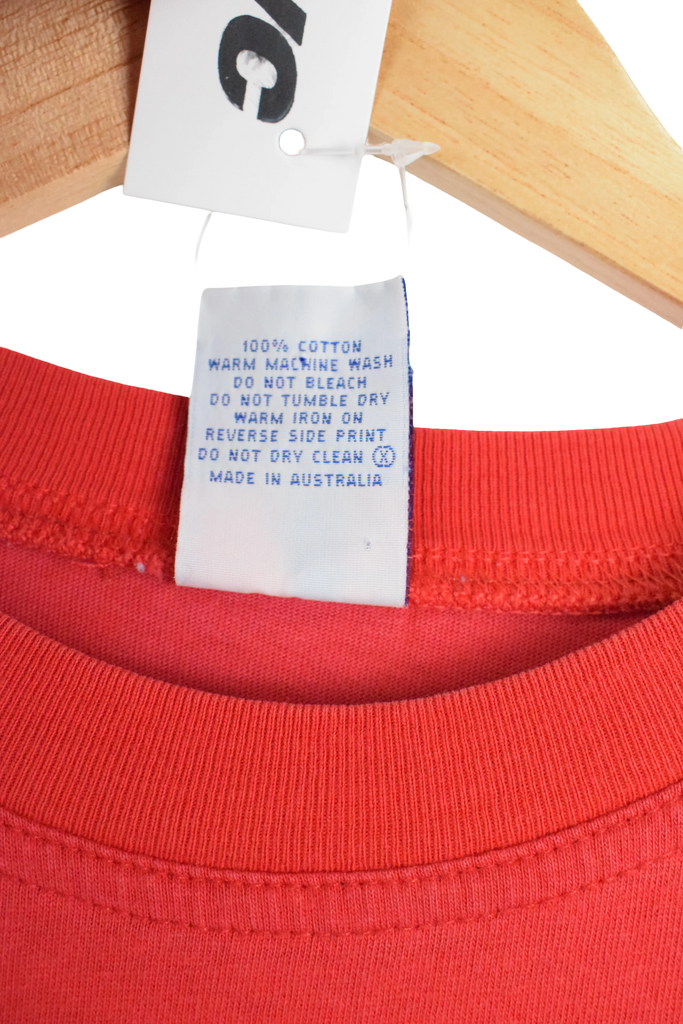 VC
100% COTTON
WARM MACHINE WASH
DO NOT BLEACH
DO NOT TUMBLE DRY
WARM IRON ON
REVERSE SIDE PRINT
DO NOT DRY CLEAN Ⓧ
MADE IN AUSTRALIA